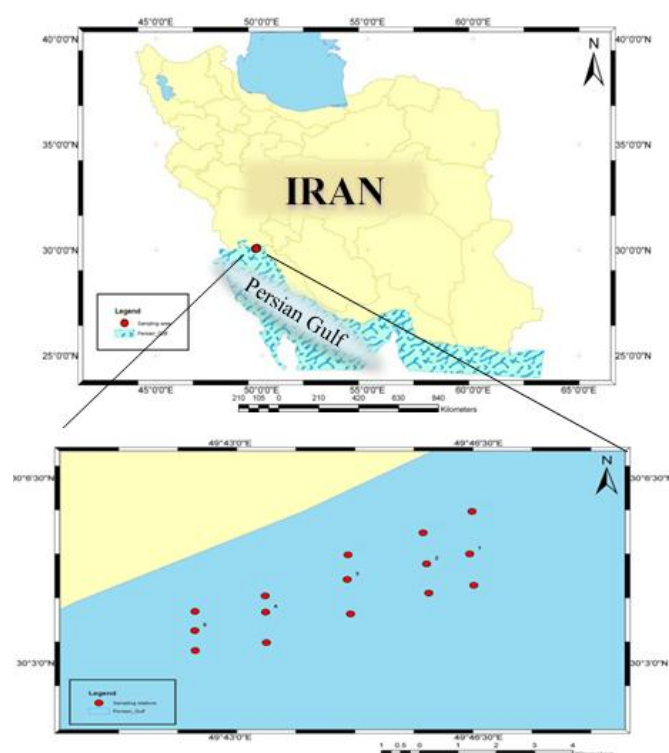 45°0'0"E 50°0'0"E 55°0'0"E 60°0'0"E
40°0'0"N 40°0'0"N
N
35°0'0"N 35°0'0"N
IRAN
30°0'0"N 30°0'0"N
Persian Gulf
Legend
Sampling area
Persian_Gulf
25°0'0"N 25°0'0"N
45°0'0"E 50°0'0"E 55°0'0"E 60°0'0"E 65°0'0"E
210 105 0 210 420 630 840
Kilometers
49°43'0"E 49°46'30"E
N
30°6'30"N 30°6'30"N
1
2
3
4
5
30°3'0"N 30°3'0"N
Legend
Sampling stations
Persian_Gulf
49°43'0"E 49°46'30"E
1 0.5 0 1 2 3 4